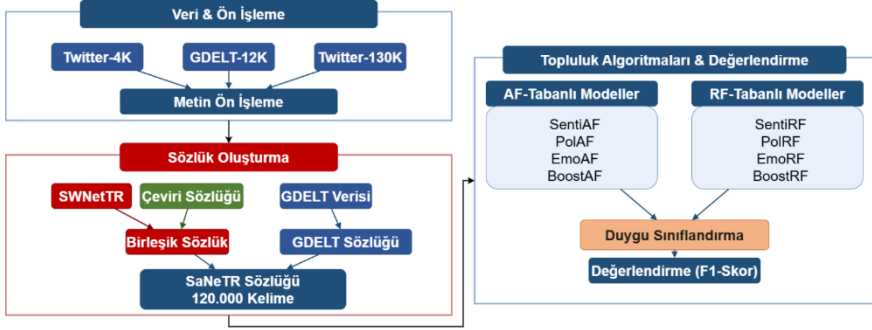 Veri & Ön İşleme
Twitter-4K
GDELT-12K
Twitter-130K
Metin Ön İşleme
Sözlük Oluşturma
SWNetTR
Çeviri Sözlüğü
GDELT Verisi
Birleşik Sözlük
GDELT Sözlüğü
SaNeTR Sözlüğü
120.000 Kelime
Topluluk Algoritmaları & Değerlendirme
AF-Tabanlı Modeller
SentiAF
PolAF
EmoAF
BoostAF
RF-Tabanlı Modeller
SentiRF
PolRF
EmoRF
BoostRF
Duygu Sınıflandırma
Değerlendirme (F1-Skor)